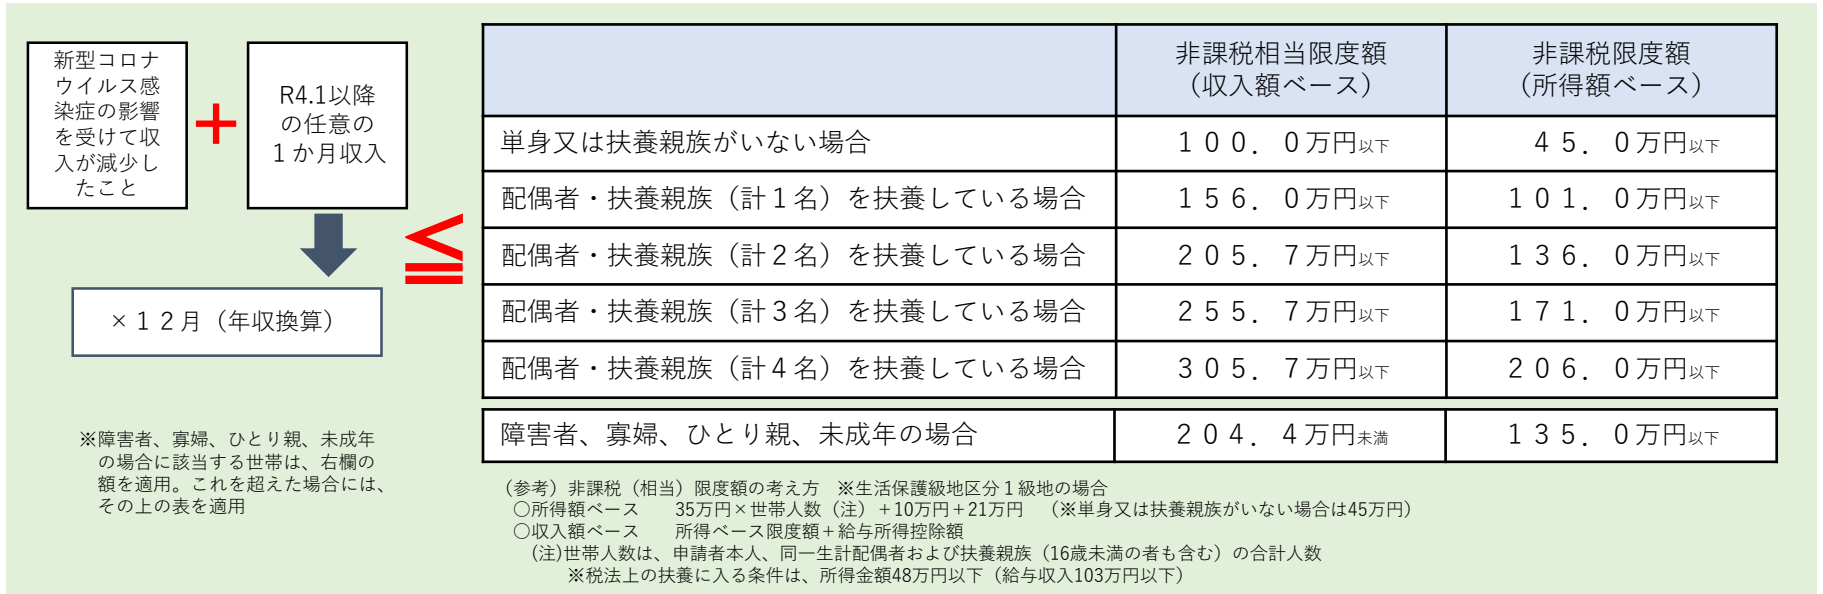 新型コロナ
ウイルス感
染症の影響
を受けて収
入が減少し
たこと
+
R4.1以降
の任意の
１か月収入
×１２月（年収換算）
≦
※障害者、寡婦、ひとり親、未成年
の場合に該当する世帯は、右欄の
額を適用。これを超えた場合には、
その上の表を適用
非課税相当限度額
（収入額ベース）
非課税限度額
（所得額ベース）
単身又は扶養親族がいない場合 １００．０万円以下 ４５．０万円以下
配偶者・扶養親族（計１名）を扶養している場合 １５６．０万円以下 １０１．０万円以下
配偶者・扶養親族（計２名）を扶養している場合 ２０５．７万円以下 １３６．０万円以下
配偶者・扶養親族（計３名）を扶養している場合 ２５５．７万円以下 １７１．０万円以下
配偶者・扶養親族（計４名）を扶養している場合 ３０５．７万円以下 ２０６．０万円以下
障害者、寡婦、ひとり親、未成年の場合 ２０４．４万円未満 １３５．０万円以下
（参考）非課税（相当）限度額の考え方　※生活保護級地区分１級地の場合
○所得額ベース　35万円×世帯人数（注）＋10万円＋21万円　（※単身又は扶養親族がいない場合は45万円）
○収入額ベース　所得ベース限度額＋給与所得控除額
(注)世帯人数は、申請者本人、同一生計配偶者および扶養親族（16歳未満の者も含む）の合計人数
※税法上の扶養に入る条件は、所得金額48万円以下（給与収入103万円以下）